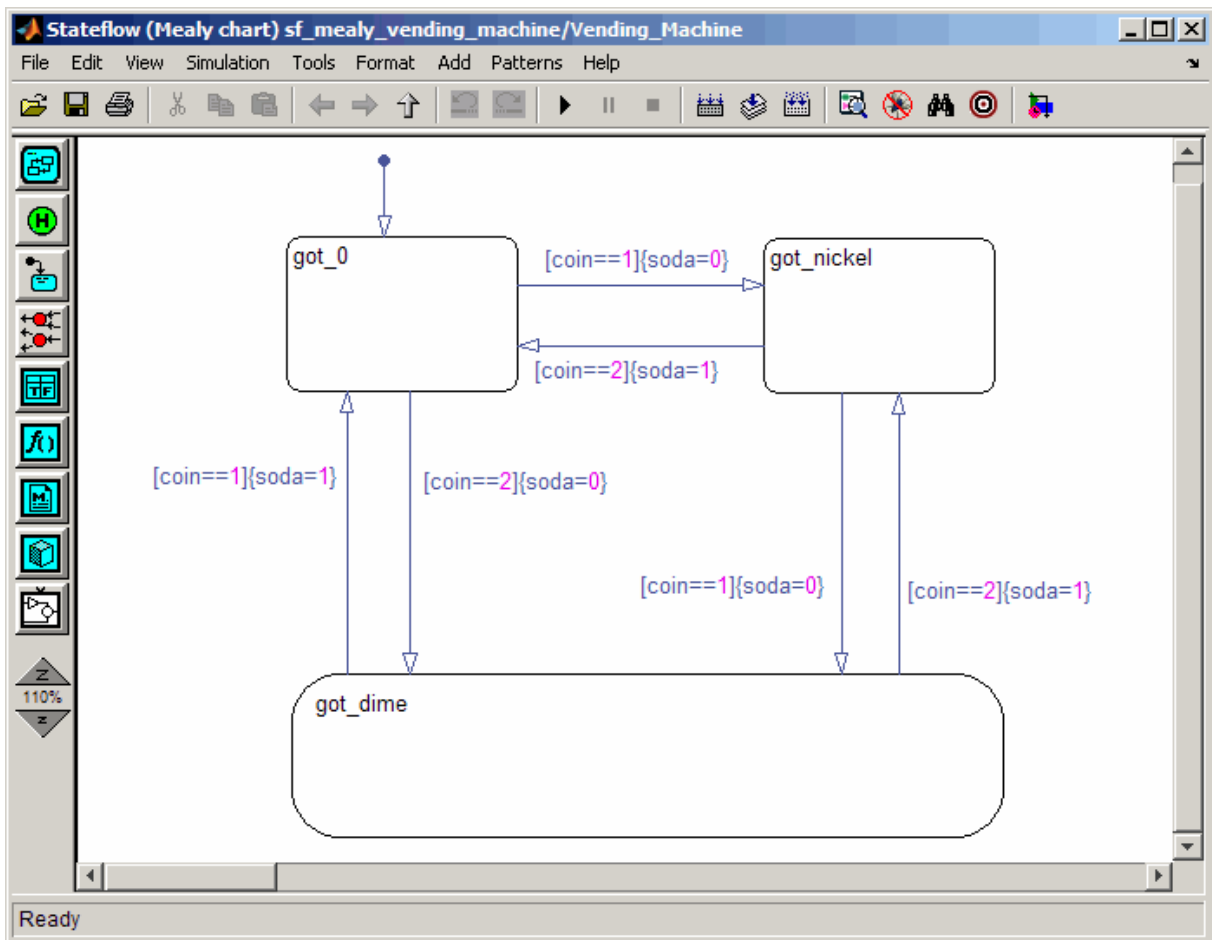 Stateflow (Mealy chart) sf_mealy_vending_machine/Vending_Machine
File Edit View Simulation Tools Format Add Patterns Help
got_0
[coin==1]{soda=0}
got_nickel
[coin==2]{soda=1}
[coin==1]{soda=1}
[coin==2]{soda=0}
[coin==1]{soda=0}
[coin==2]{soda=1}
got_dime
H
TF
f()
M
Z
110%
z
Ready